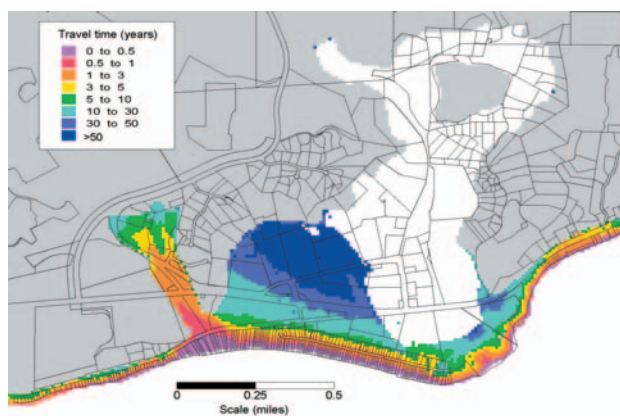 Travel time (years)
0 to 0.5
0.5 to 1
1 to 3
3 to 5
5 to 10
10 to 30
30 to 50
>50
0 0.25 0.5
Scale (miles)